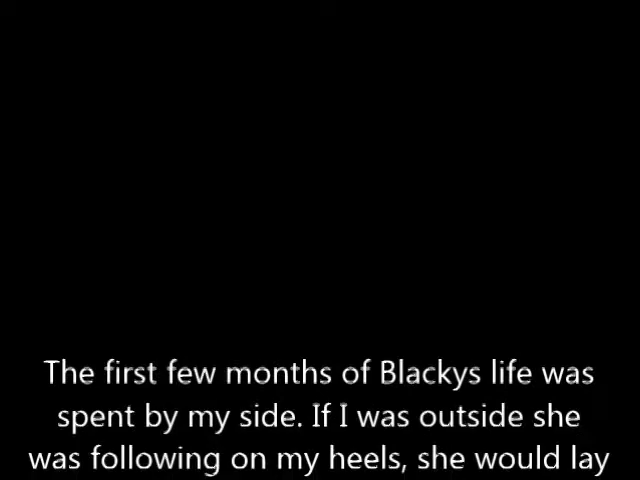 The first few months of Blackys life was
spent by my side. If I was outside she
was following on my heels, she would lay